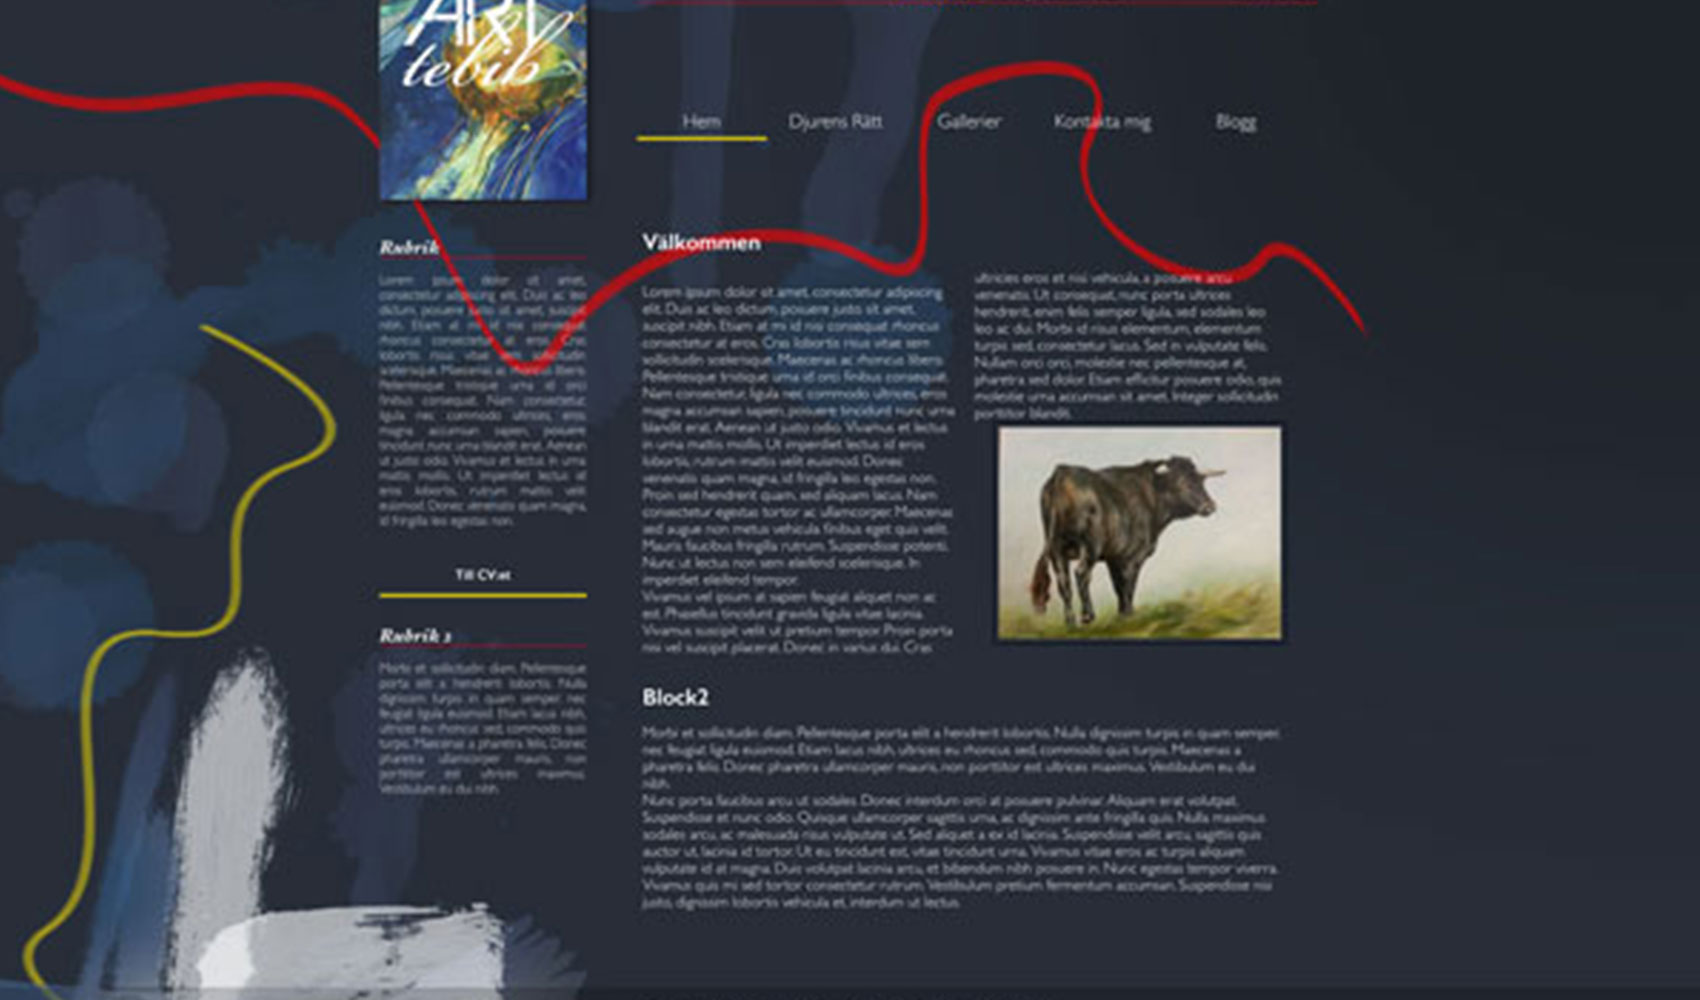 ART
tebib
Hem
Djurens Rätt
Gallerier
Kontakta mig
Blogg
Rubrik
Lorem ipsum dolor sit amet,
consectetur adipiscing elit. Duis ac leo
dictum, posuere justo sit amet, suscipit
nibh. Etiam at mi id nisi consequat
rhoncus consectetur at eros. Cras
lobortis risus vitae sem sollicitudin
scelerisque. Maecenas ac rhoncus libero.
Pellentesque tristique urna id orci
finibus consequat. Nam consectetur,
ligula nec commodo ultrices, eros
magna accumsan sapien, posuere
tincidunt nunc urna blandit erat. Aenean
ut justo odio. Vivamus et lectus in urna
mattis mollis. Ut imperdiet lectus id
eros lobortis, rutrum mattis velit
euismod. Donec venenatis quam magna,
id fringilla leo egestas non.
Till CV:et
Rubrik 2
Morbi et sollicitudin diam. Pellentesque
porta elit a hendrerit lobortis. Nulla
dignissim turpis in quam semper, nec
feugiat ligula euismod. Etiam lacus nibh,
ultrices eu rhoncus sed, commodo quis
turpis. Maecenas a pharetra felis. Donec
pharetra ullamcorper mauris, non
porttitor est ultrices maximus.
Vestibulum eu dui nibh.
Välkommen
Lorem ipsum dolor sit amet, consectetur adipiscing
elit. Duis ac leo dictum, posuere justo sit amet,
suscipit nibh. Etiam at mi id nisi consequat rhoncus
consectetur at eros. Cras lobortis risus vitae sem
sollicitudin scelerisque. Maecenas ac rhoncus libero.
Pellentesque tristique urna id orci finibus consequat.
Nam consectetur, ligula nec commodo ultrices, eros
magna accumsan sapien, posuere tincidunt nunc urna
blandit erat. Aenean ut justo odio. Vivamus et lectus
in urna mattis mollis. Ut imperdiet lectus id eros
lobortis, rutrum mattis velit euismod. Donec
venenatis quam magna, id fringilla leo egestas non.
Proin sed hendrerit quam, sed aliquam lacus. Nam
consectetur egestas tortor ac ullamcorper. Maecenas
sed augue non metus vehicula finibus eget quis velit.
Mauris faucibus fringilla rutrum. Suspendisse potenti.
Nunc ut lectus non sem eleifend scelerisque. In
imperdiet eleifend tempor.
Vivamus vel ipsum at sapien feugiat aliquet non ac
est. Phasellus tincidunt gravida ligula vitae lacinia.
Vivamus suscipit velit ut pretium tempor. Proin porta
nisi vel suscipit placerat. Donec in varius dui. Cras
ultricies eros et nisi vehicula, a posuere arcu
venenatis. Ut consequat, nunc porta ultrices
hendrerit, enim felis semper ligula, sed sodales leo
leo ac dui. Morbi id risus elementum, elementum
turpis sed, consectetur lacus. Sed in vulputate felis.
Nullam orci orci, molestie nec pellentesque at,
pharetra sed dolor. Etiam efficitur posuere odio, quis
molestie urna accumsan sit amet. Integer sollicitudin
porttitor blandit.
Block2
Morbi et sollicitudin diam. Pellentesque porta elit a hendrerit lobortis. Nulla dignissim turpis in quam semper,
nec feugiat ligula euismod. Etiam lacus nibh, ultrices eu rhoncus sed, commodo quis turpis. Maecenas a
pharetra felis. Donec pharetra ullamcorper mauris, non porttitor est ultrices maximus. Vestibulum eu dui
nibh.
Nunc porta faucibus arcu ut sodales. Donec interdum orci at posuere pulvinar. Aliquam erat volutpat.
Suspendisse et nunc odio. Quisque ullamcorper sagittis urna, ac dignissim ante fringilla quis. Nulla maximus
sodales arcu, ac malesuada risus vulputate ut. Sed aliquet a ex id lacinia. Suspendisse velit arcu, sagittis quis
auctor ut, lacinia id tortor. Ut eu tincidunt est, vitae tincidunt urna. Vivamus vitae eros ac turpis aliquam
vulputate id at magna. Duis volutpat lacinia arcu, et bibendum nibh posuere in. Nunc egestas tempor viverra.
Vivamus quis mi sed tortor consectetur rutrum. Vestibulum pretium fermentum accumsan. Suspendisse nisi
justo, dignissim lobortis vehicula et, interdum ut lectus.